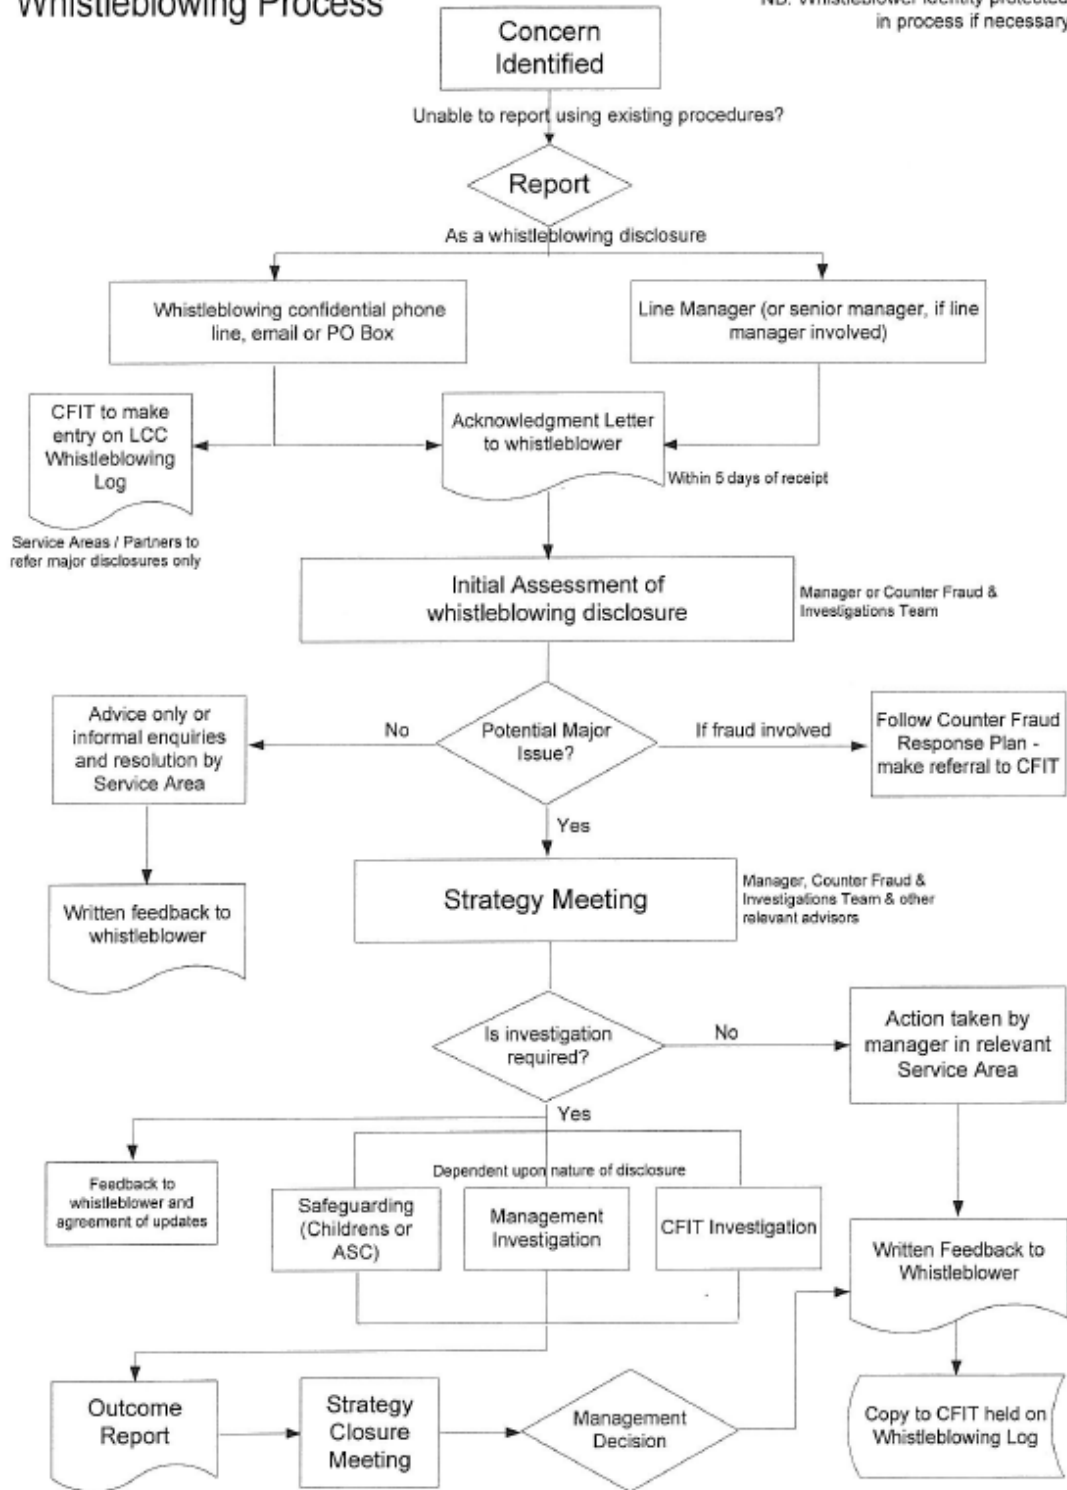 Whistleblowing Process
NB: Whistleblower identity protected
in process if necessary
Concern
Identified
Unable to report using existing procedures?
Report
As a whistleblowing disclosure
Whistleblowing confidential phone
line, email or PO Box
Line Manager (or senior manager, if line
manager involved)
CFIT to make
entry on LCC
Whistleblowing
Log
Acknowledgment Letter
to whistleblower
Within 5 days of receipt
Service Areas / Partners to
refer major disclosures only
Initial Assessment of
whistleblowing disclosure
Manager or Counter Fraud &
Investigations Team
Advice only or
informal enquiries
and resolution by
Service Area
No
Potential Major
Issue?
If fraud involved
Follow Counter Fraud
Response Plan -
make referral to CFIT
Yes
Written feedback to
whistleblower
Strategy Meeting
Manager, Counter Fraud &
Investigations Team & other
relevant advisors
Is investigation
required?
No
Action taken by
manager in relevant
Service Area
Yes
Dependent upon nature of disclosure
Feedback to
whistleblower and
agreement of updates
Safeguarding
(Childrens or
ASC)
Management
Investigation
CFIT Investigation
Written Feedback to
Whistleblower
Outcome
Report
Strategy
Closure
Meeting
Management
Decision
Copy to CFIT held on
Whistleblowing Log